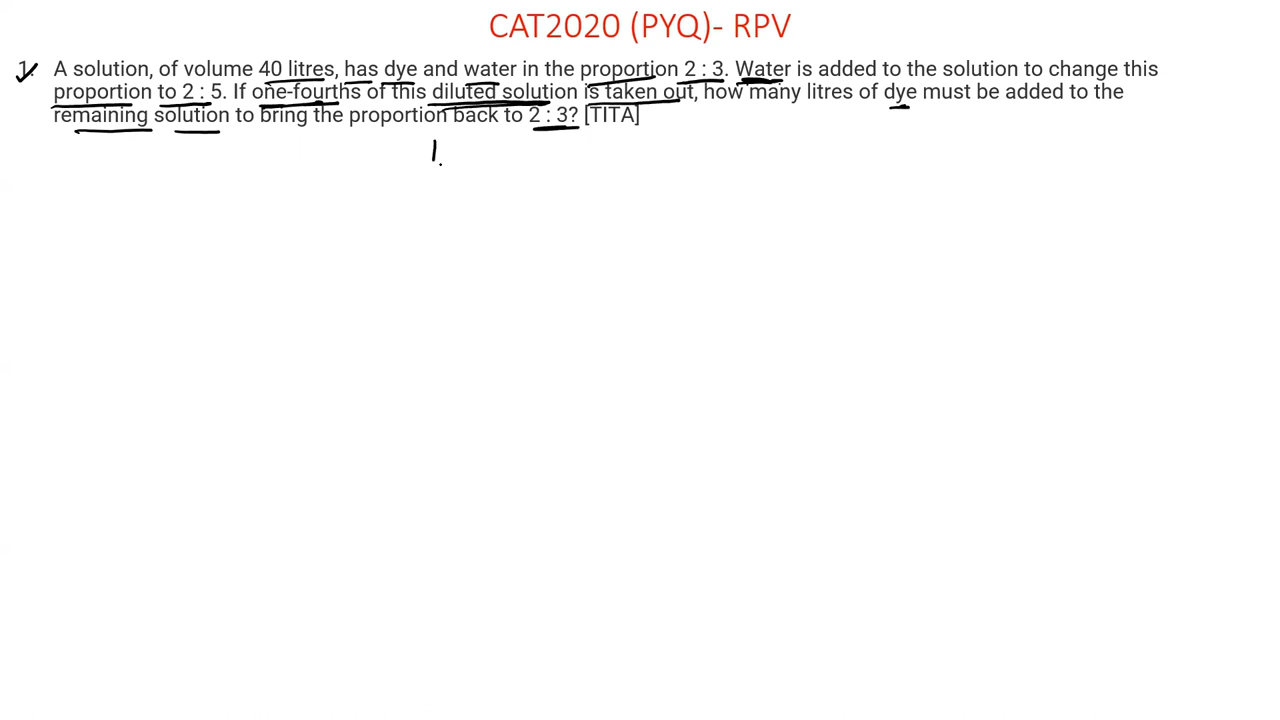 CAT2020 (PYQ)- RPV
1. A solution, of volume 40 litres, has dye and water in the proportion 2 : 3. Water is added to the solution to change this
proportion to 2 : 5. If one-fourths of this diluted solution is taken out, how many litres of dye must be added to the
remaining solution to bring the proportion back to 2 : 3? [TITA]